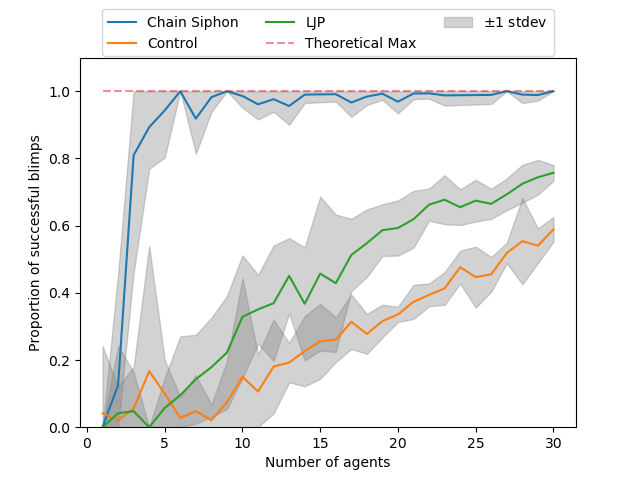 Chain Siphon
LJP
±1 stdev
Control
Theoretical Max
1.0
0.8
0.6
0.4
0.2
0.0
Proportion of successful blimps
0 5 10 15 20 25 30
Number of agents